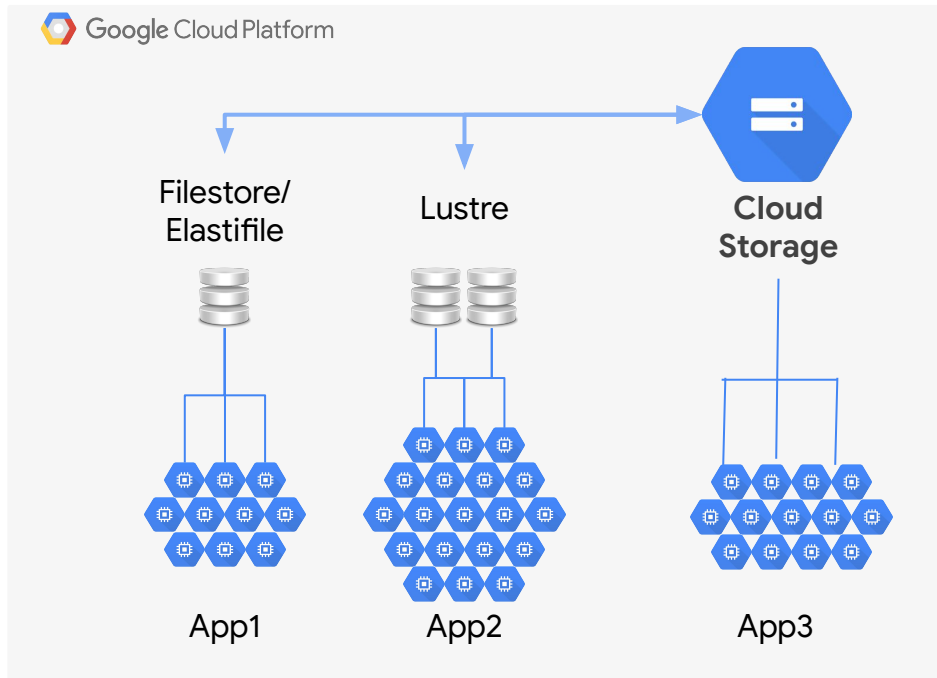 Google Cloud Platform
Filestore/
Elastifile
Lustre
Cloud
Storage
App1
App2
App3